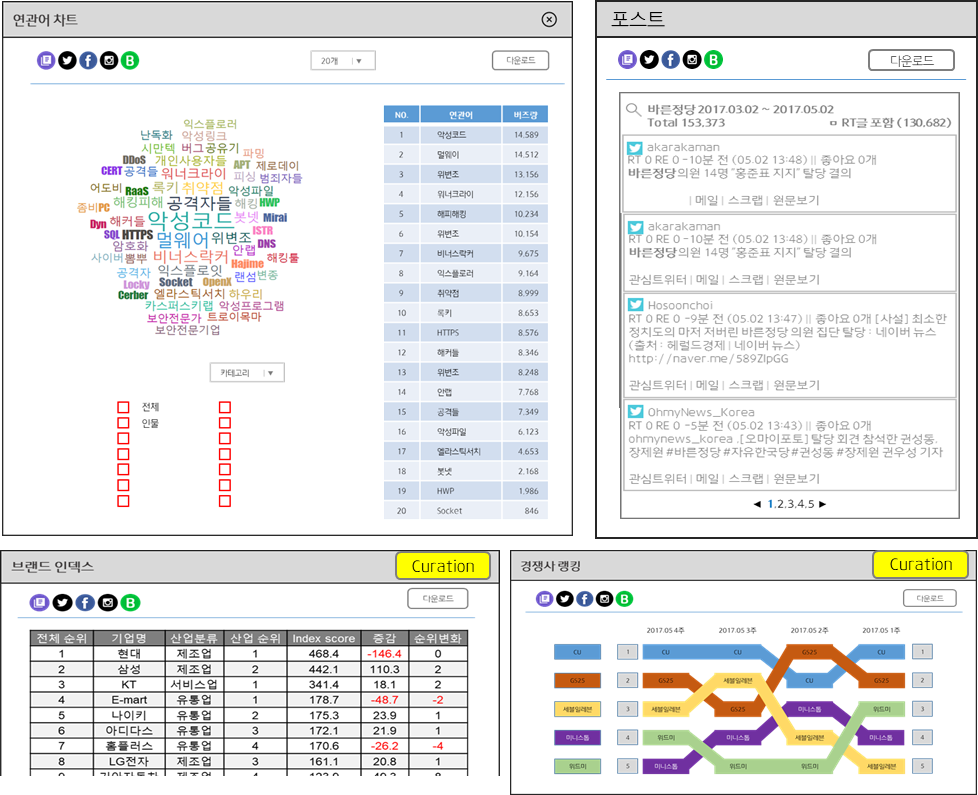 연관어 차트
20개 ▼
다운로드
익스플로러
난독화 악성링크
시만텍 버그공유기
DDoS 개인사용자들 파밍
CERT 공격들 워너크라이 APT 제로데이
피싱 범죄자들
어도비 RaaS 록키 취약점 악성파일
좀비PC 해킹피해 공격자들 해킹 HWP
Dyn 해커들 악성코드 봇넷 Mirai
SQL HTTPS 멀웨어 위변조 ISTR
암호화 안랩 DNS
사이버 뽐뿌 비너스락커 해킹툴
Hajime
공격자 익스플로잇 랜섬 변종
Locky Socket OpenX
Cerber 엘라스틱서치 하우리
카스퍼스키랩 악성프로그램
보안전문가 트로이목마
보안전문기업
카테고리 ▼
전체
인물
NO. 연관어 버즈량
1 악성코드 14.589
2 멀웨어 14.512
3 위변조 13.156
4 워너크라이 12.156
5 해피해킹 10.234
6 위변조 10.154
7 비너스락커 9.675
8 익스플로러 9.164
9 취약점 8.999
10 록키 8.653
11 HTTPS 8.576
12 해커들 8.346
13 위변조 8.248
14 안랩 7.768
15 공격들 7.349
16 악성파일 6.123
17 엘라스틱서치 4.653
18 봇넷 2.168
19 HWP 1.986
20 Socket 846
포스트
다운로드
바른정당 2017.03.02 ~ 2017.05.02
Total 153,373 ㅁ RT글 포함 (130,682)
akarakaman
RT 0 RE 0 -10분 전 (05.02 13:48) || 좋아요 0개
바른정당 의원 14명 "홍준표 지지" 탈당 결의
| 메일 | 스크랩 | 원문보기
akarakaman
RT 0 RE 0 -10분 전 (05.02 13:48) || 좋아요 0개
바른정당 의원 14명 "홍준표 지지" 탈당 결의
관심트위터 | 메일 | 스크랩 | 원문보기
Hosoonchoi
RT 0 RE 0 -9분 전 (05.02 13:47) || 좋아요 0개 [사설] 최소한
정치도의 마저 저버린 바른정당 의원 집단 탈당 : 네이버 뉴스
(출처 : 헤럴드경제 | 네이버 뉴스)
http://naver.me/589ZlpGG
관심트위터 | 메일 | 스크랩 | 원문보기
OhmyNews_Korea
RT 0 RE 0 -5분 전 (05.02 13:43) || 좋아요 0개
ohmynews_korea .[오마이포토] 탈당 회견 참석한 권성동,
장제원 #바른정당 #자유한국당 #권성동 #장제원 권우성 기자
관심트위터 | 메일 | 스크랩 | 원문보기
◀ 1.2.3.4.5 ▶
브랜드 인덱스
Curation
다운로드
전체 순위 기업명 산업분류 산업 순위 Index score 증감 순위변화
1 현대 제조업 1 468.4 -146.4 0
2 삼성 제조업 2 442.1 110.3 2
3 KT 서비스업 1 341.4 18.1 2
4 E-mart 유통업 1 178.7 -48.7 -2
5 나이키 유통업 2 175.3 23.9 1
6 아디다스 유통업 3 172.1 21.9 1
7 홈플러스 유통업 4 170.6 -26.2 -4
8 LG전자 제조업 3 161.1 20.8 1
9 기아자동차 제조업 4 123.9 49.3 8
경쟁사 랭킹
Curation
다운로드
2017.05 4주 2017.05 3주 2017.05 2주 2017.05 1주
CU 1 CU CU GS25 CU 1
GS25 2 GS25 세븐일레븐 CU GS25 2
세븐일레븐 3 세븐일레븐 GS25 미니스톱 위드미 3
미니스톱 4 위드미 미니스톱 세븐일레븐 미니스톱 4
위드미 5 미니스톱 위드미 위드미 세븐일레븐 5